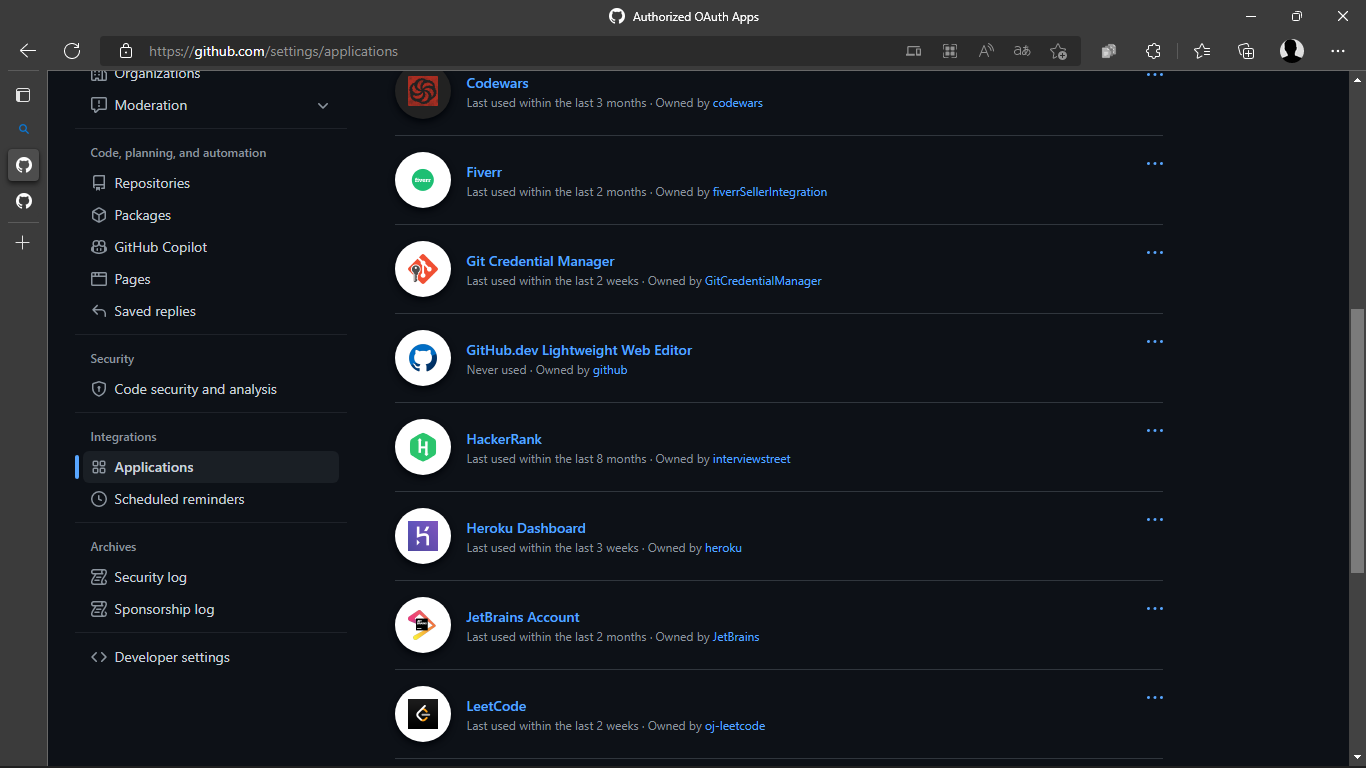 Authorized OAuth Apps
https://github.com/settings/applications
Organizations
Moderation
Code, planning, and automation
Repositories
Packages
GitHub Copilot
Pages
Saved replies
Security
Code security and analysis
Integrations
Applications
Scheduled reminders
Archives
Security log
Sponsorship log
Developer settings
Codewars
Last used within the last 3 months · Owned by codewars
fiverr
Fiverr
Last used within the last 2 months · Owned by fiverrSellerIntegration
Git Credential Manager
Last used within the last 2 weeks · Owned by GitCredentialManager
GitHub.dev Lightweight Web Editor
Never used · Owned by github
H
HackerRank
Last used within the last 8 months · Owned by interviewstreet
Heroku Dashboard
Last used within the last 3 weeks · Owned by heroku
JetBrains Account
Last used within the last 2 months · Owned by JetBrains
LeetCode
Last used within the last 2 weeks · Owned by oj-leetcode